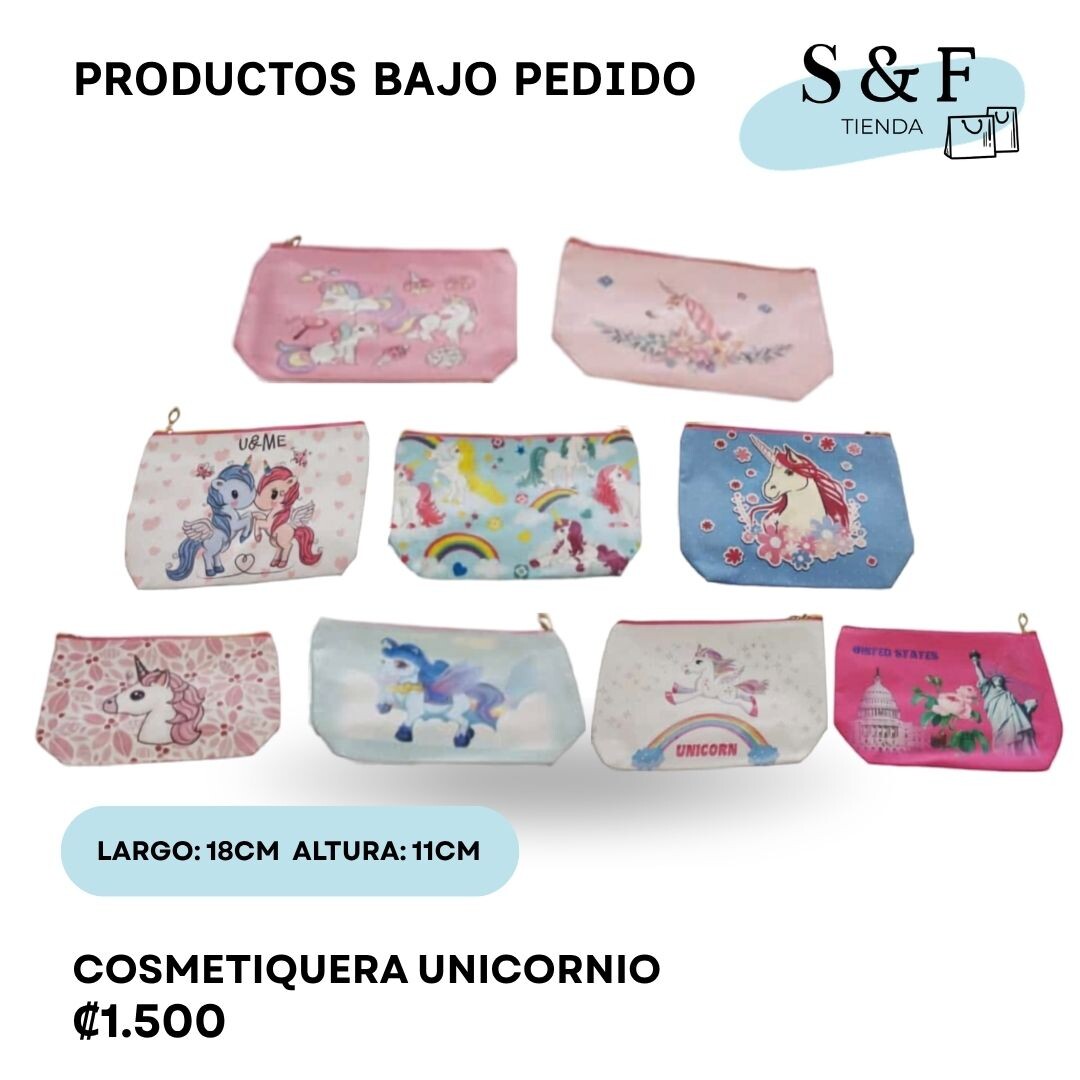 PRODUCTOS BAJO PEDIDO
S & F
TIENDA
U&ME
UNICORN
UNITED STATES
LARGO: 18CM ALTURA: 11CM
COSMETIQUERA UNICORNIO
₡1.500